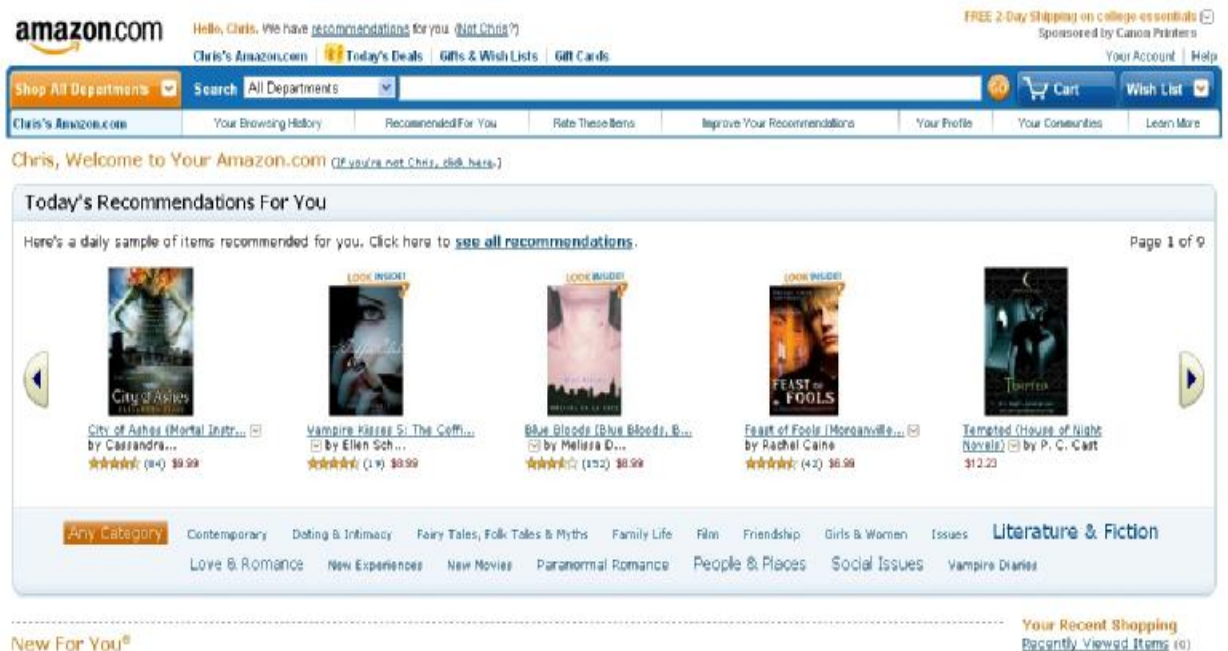 amazon.com
Hello, Chris. We have recommendations for you. (Not Chris?)
FREE 2-Day Shipping on college essentials
Sponsored by Canon Printers
Chris's Amazon.com Today's Deals Gifts & Wish Lists Gift Cards
Your Account Help
Shop All Departments Search All Departments GO Cart Wish List
Chris's Amazon.com Your Browsing History Recommended For You Rate These Items Improve Your Recommendations Your Profile Your Communities Learn More
Chris, Welcome to Your Amazon.com (If you're not Chris, click here.)
Today's Recommendations For You
Here's a daily sample of items recommended for you. Click here to see all recommendations.
Page 1 of 9
LOOK INSIDE! LOOK INSIDE! LOOK INSIDE!
City of Ashes
FEAST OF FOOLS
TEMPTED
City of Ashes (Mortal Instr... Vampire Kisses 5: The Coffi... Blue Bloods (Blue Bloods, B... Feast of Fools (Morganville... Tempted (House of Night
by Cassandra... by Ellen Sch... by Melissa D... by Rachel Caine Novels) by P. C. Cast
(84) $9.99 (19) $8.99 (152) $8.99 (42) $6.99 $12.23
Any Category Contemporary Dating & Intimacy Fairy Tales, Folk Tales & Myths Family Life Film Friendship Girls & Women Issues Literature & Fiction
Love & Romance New Experiences New Movies Paranormal Romance People & Places Social Issues Vampire Diaries
New For You®
Your Recent Shopping
Recently Viewed Items (0)